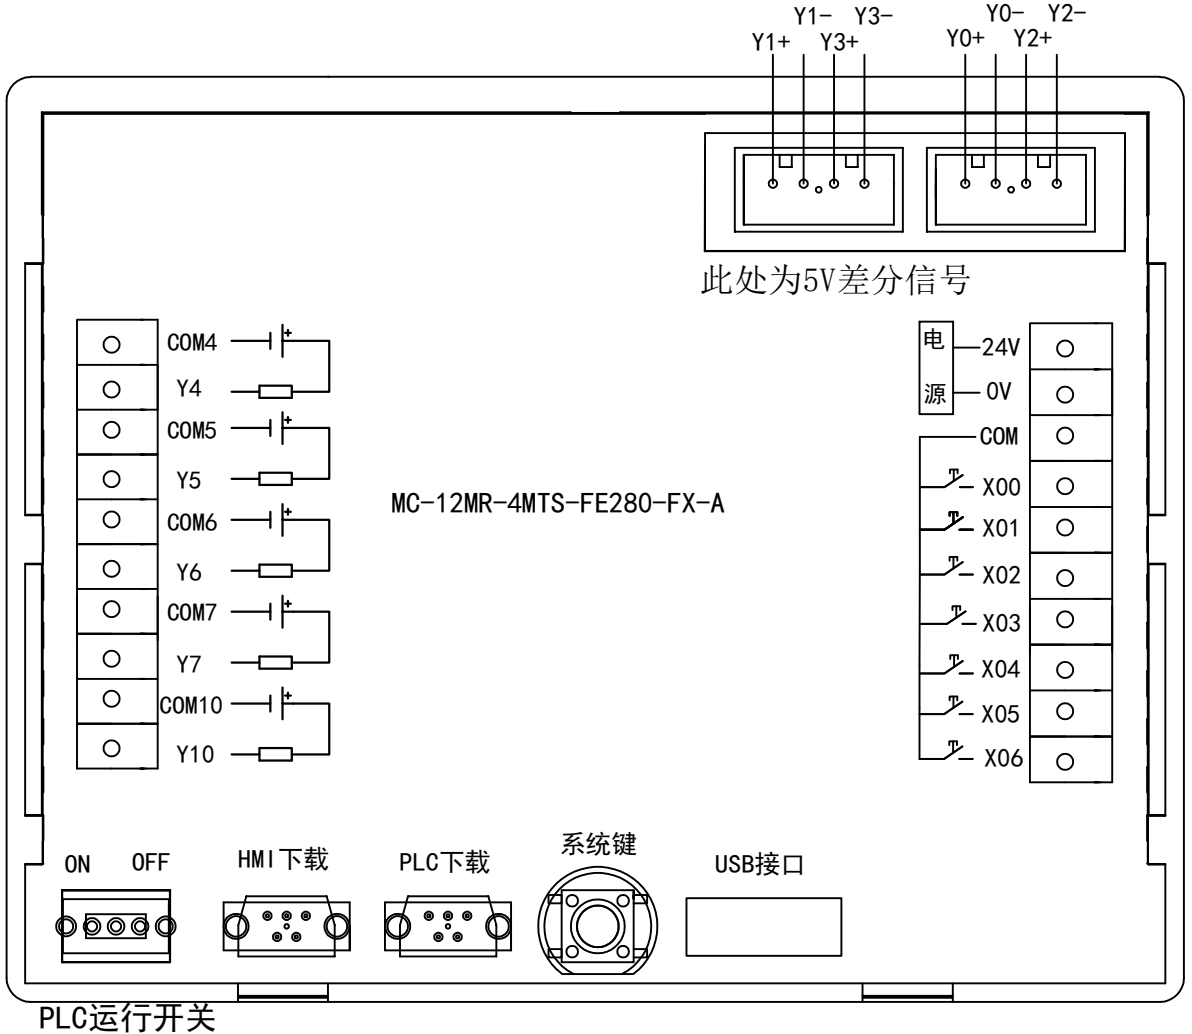 Y1- Y3- Y0- Y2-
Y1+ Y3+ Y0+ Y2+
此处为5V差分信号
COM4
Y4
COM5
Y5
COM6
Y6
COM7
Y7
COM10
Y10
MC-12MR-4MTS-FE280-FX-A
电源
24V
0V
COM
X00
X01
X02
X03
X04
X05
X06
ON OFF
HMI下载
PLC下载
系统键
USB接口
PLC运行开关